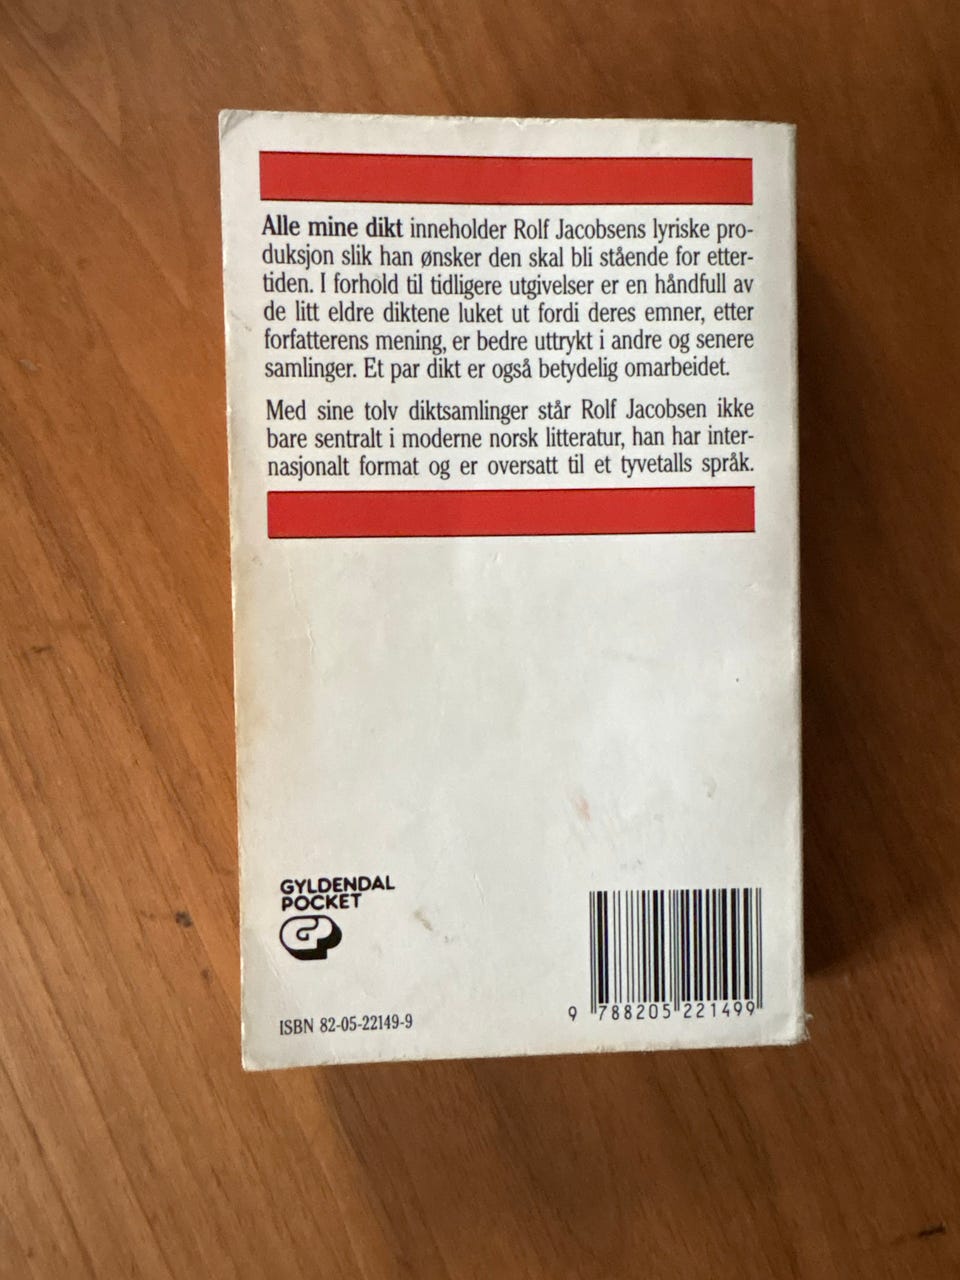 Alle mine dikt inneholder Rolf Jacobsens lyriske pro-
duksjon slik han ønsker den skal bli stående for etter-
tiden. I forhold til tidligere utgivelser er en håndfull av
de litt eldre diktene luket ut fordi deres emner, etter
forfatterens mening, er bedre uttrykt i andre og senere
samlinger. Et par dikt er også betydelig omarbeidet.
Med sine tolv diktsamlinger står Rolf Jacobsen ikke
bare sentralt i moderne norsk litteratur, han har inter-
nasjonalt format og er oversatt til et tyvetalls språk.
GYLDENDAL
POCKET
GP
ISBN 82-05-22149-9
9 788205 221499